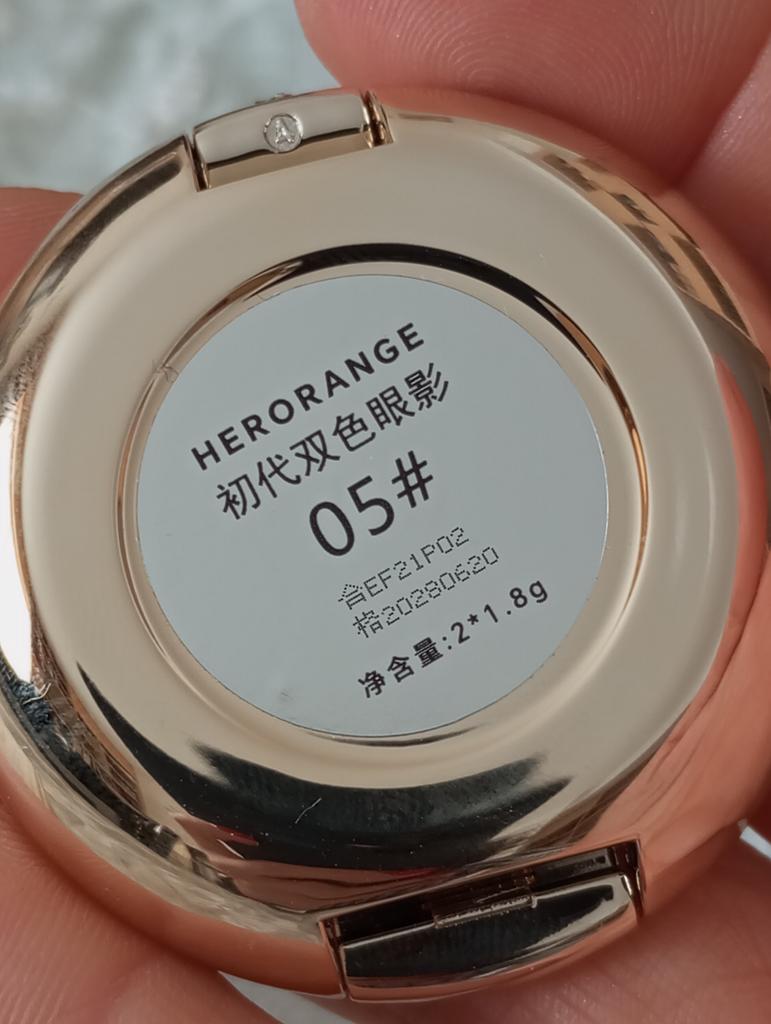 A
HERORANGE
初代双色眼影
05#
合EF21P02
格20280620
净含量:2*1.8g